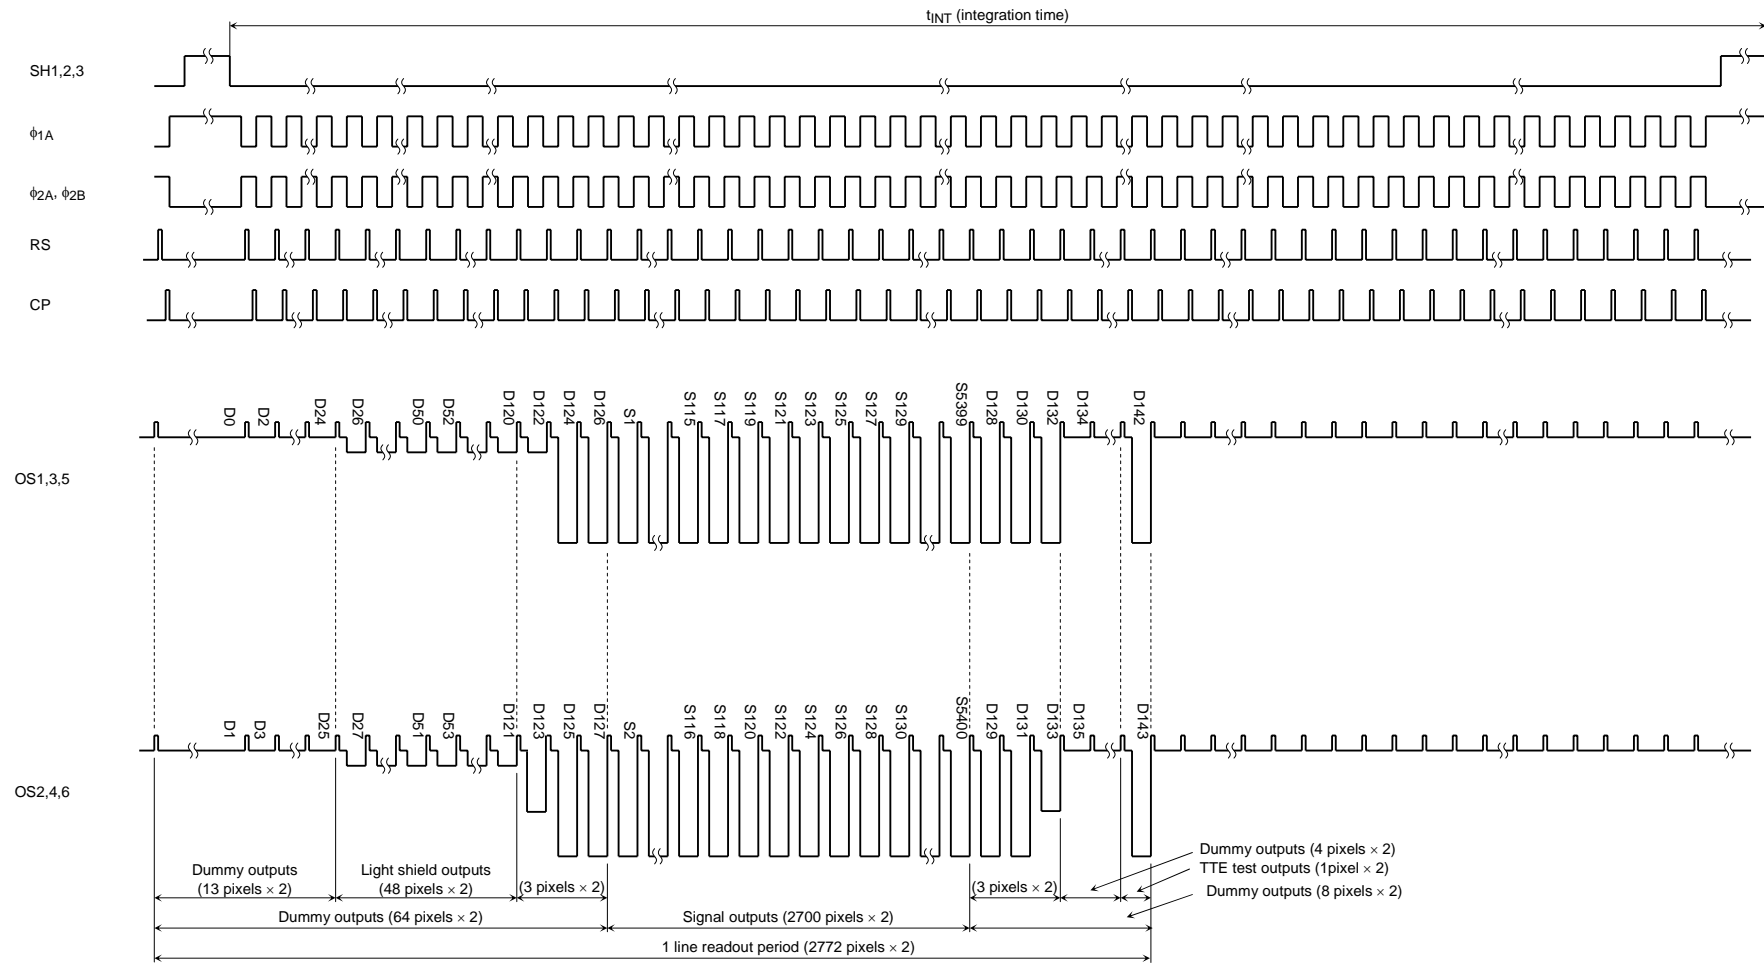 tINT (integration time)
SH1,2,3
ϕ1A
ϕ2A, ϕ2B
RS
CP
OS1,3,5
D0 D2 D24 D26 D50 D52 D120 D122 D124 D126 S1 S115 S117 S119 S121 S123 S125 S127 S129 S5399 D128 D130 D132 D134 D142
OS2,4,6
D1 D3 D25 D27 D51 D53 D121 D123 D125 D127 S2 S116 S118 S120 S122 S124 S126 S128 S130 S5400 D129 D131 D133 D135 D143
Dummy outputs
(13 pixels × 2)
Light shield outputs
(48 pixels × 2)
(3 pixels × 2)
(3 pixels × 2)
Dummy outputs (4 pixels × 2)
TTE test outputs (1pixel × 2)
Dummy outputs (8 pixels × 2)
Dummy outputs (64 pixels × 2)
Signal outputs (2700 pixels × 2)
1 line readout period (2772 pixels × 2)